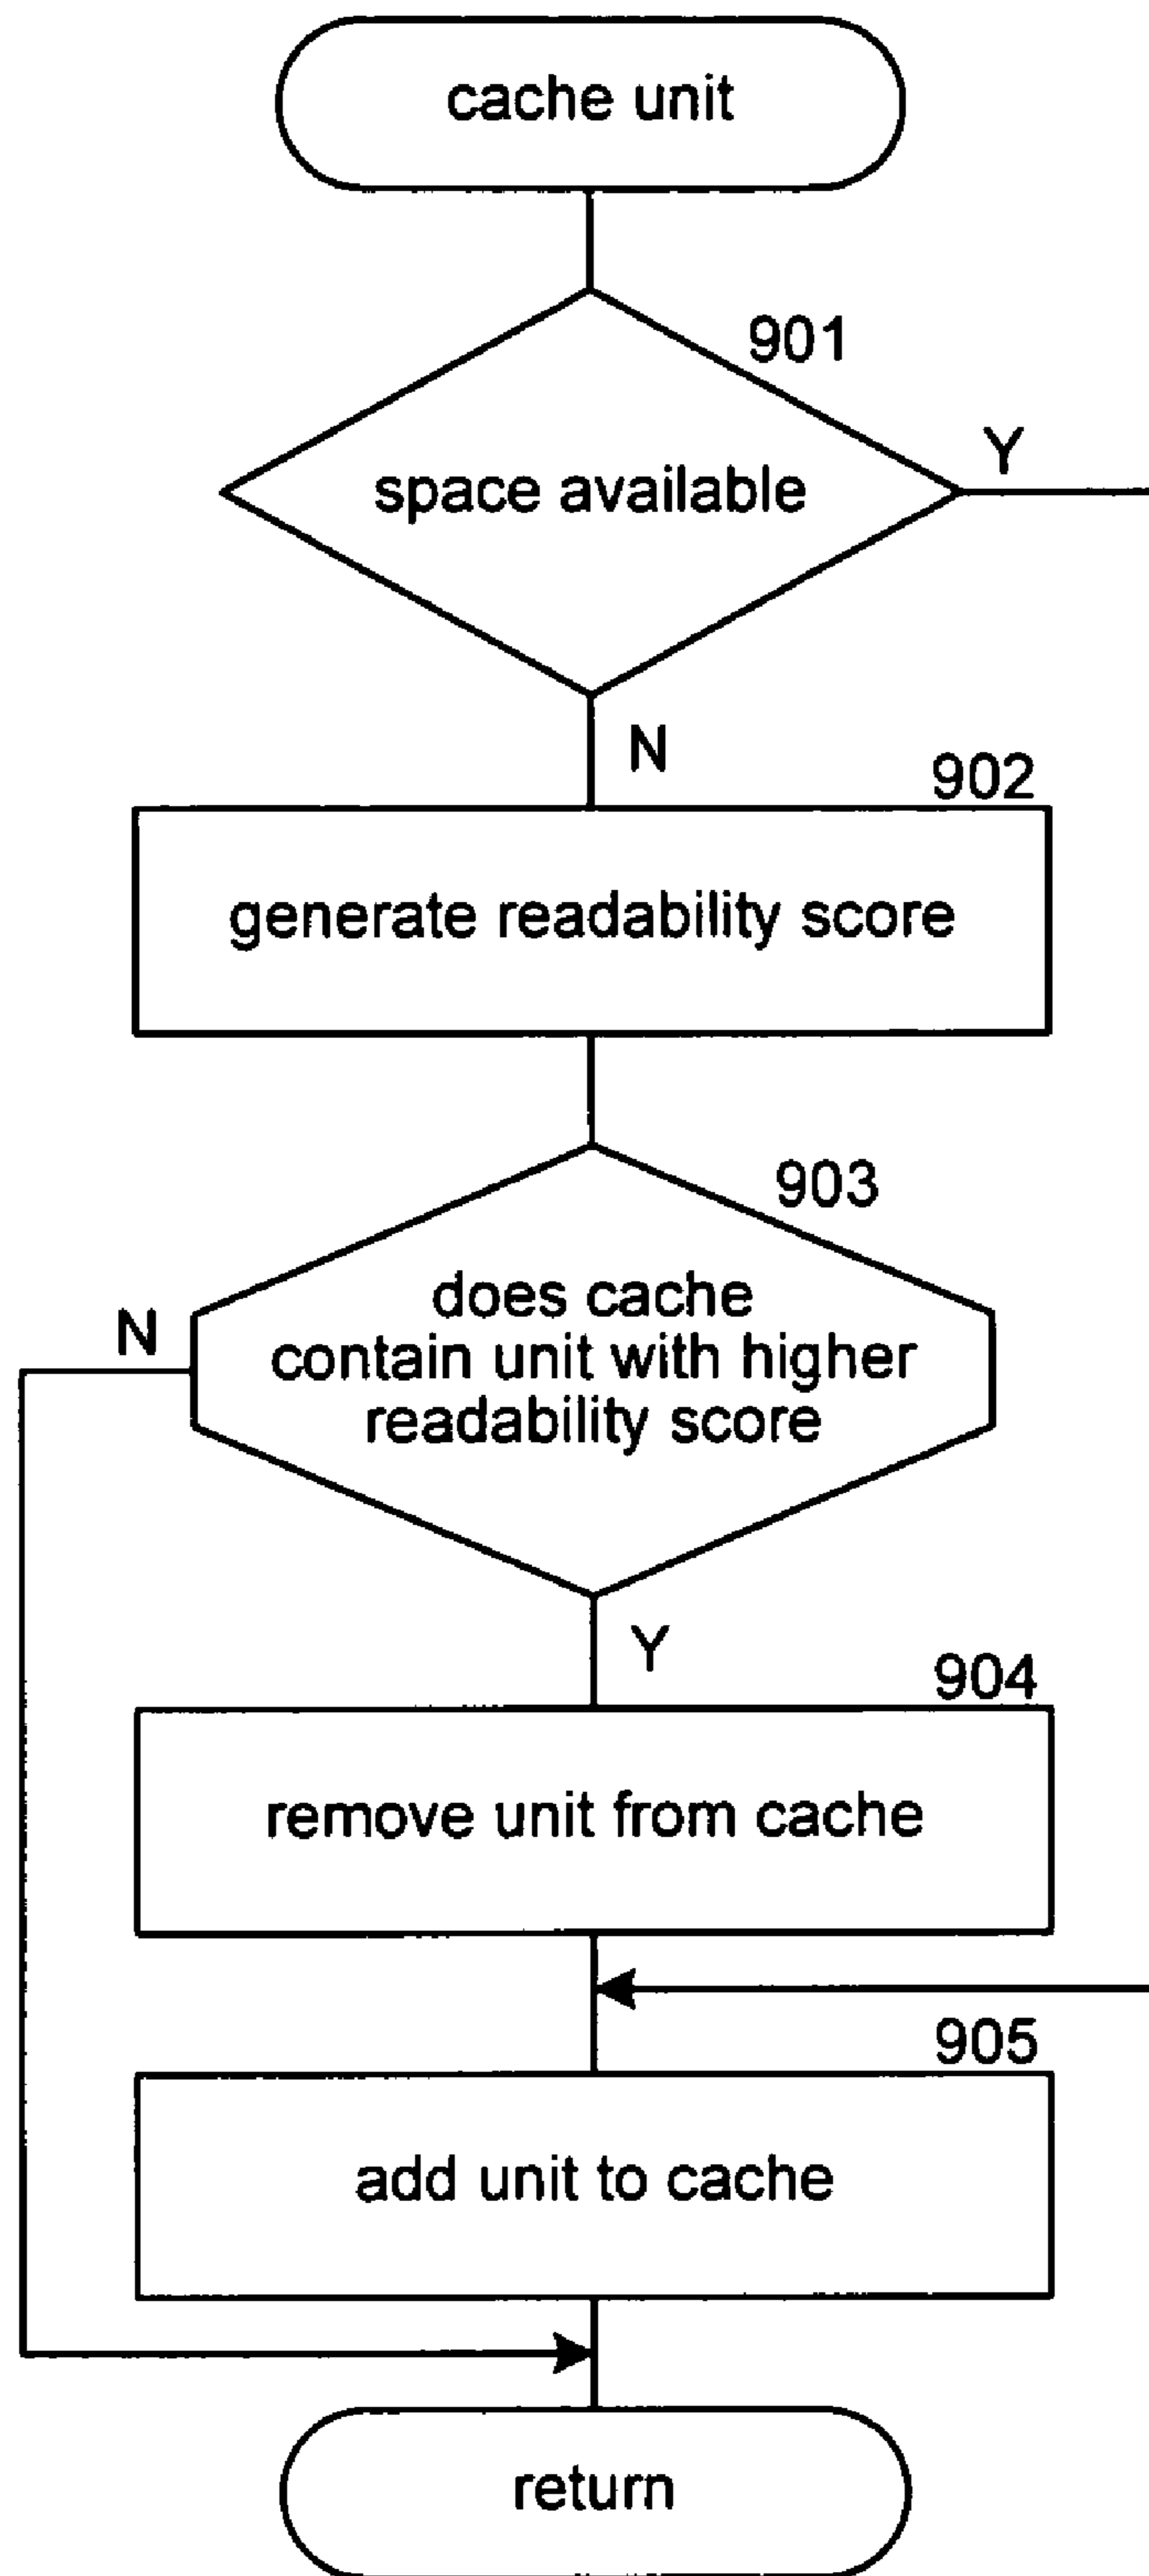 cache unit
901
Y
space available
N
902
generate readability score
903
N
does cache
contain unit with higher
readability score
Y
904
remove unit from cache
905
add unit to cache
return